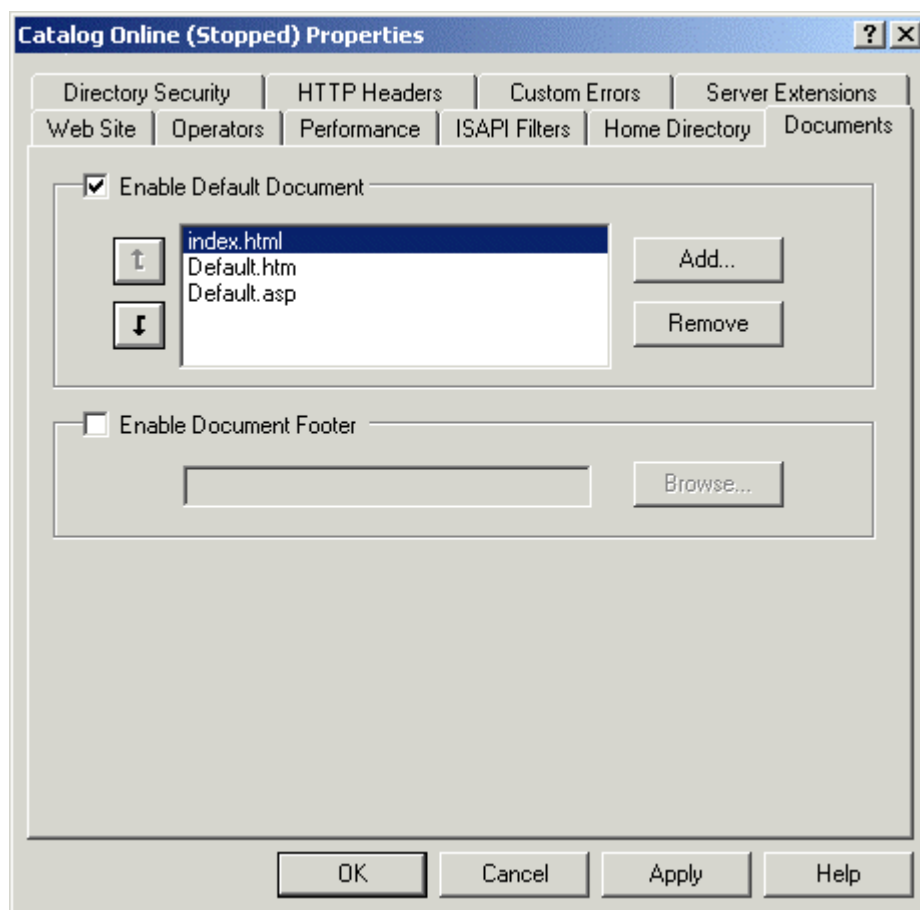 Catalog Online (Stopped) Properties
Directory Security HTTP Headers Custom Errors Server Extensions
Web Site Operators Performance ISAPI Filters Home Directory Documents
Enable Default Document
index.html
Default.htm
Default.asp
Add...
Remove
Enable Document Footer
Browse...
OK Cancel Apply Help